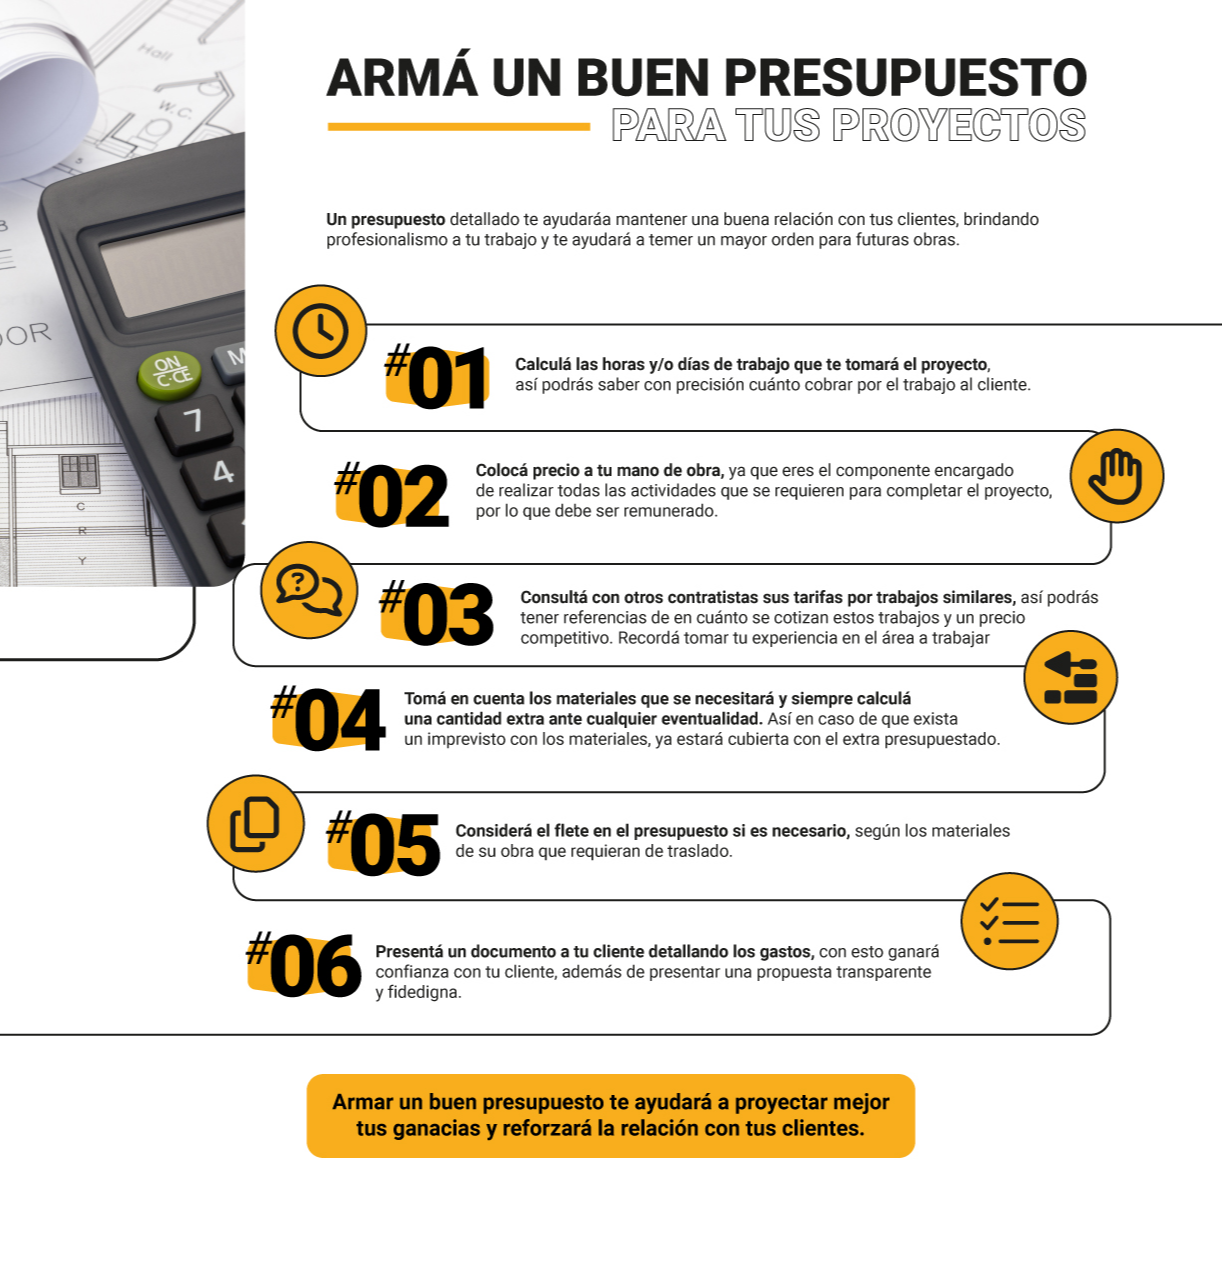 ARMÁ UN BUEN PRESUPUESTO
PARA TUS PROYECTOS
Un presupuesto detallado te ayudaráa mantener una buena relación con tus clientes, brindando
profesionalismo a tu trabajo y te ayudará a temer un mayor orden para futuras obras.
Hall
W.C.
5
B
OOR
ON
C·CE
M
7
4
C
R
Y
#01
Calculá las horas y/o días de trabajo que te tomará el proyecto,
así podrás saber con precisión cuánto cobrar por el trabajo al cliente.
#02
Colocá precio a tu mano de obra, ya que eres el componente encargado
de realizar todas las actividades que se requieren para completar el proyecto,
por lo que debe ser remunerado.
?
#03
Consultá con otros contratistas sus tarifas por trabajos similares, así podrás
tener referencias de en cuánto se cotizan estos trabajos y un precio
competitivo. Recordá tomar tu experiencia en el área a trabajar
#04
Tomá en cuenta los materiales que se necesitará y siempre calculá
una cantidad extra ante cualquier eventualidad. Así en caso de que exista
un imprevisto con los materiales, ya estará cubierta con el extra presupuestado.
#05
Considerá el flete en el presupuesto si es necesario, según los materiales
de su obra que requieran de traslado.
#06
Presentá un documento a tu cliente detallando los gastos, con esto ganará
confianza con tu cliente, además de presentar una propuesta transparente
y fidedigna.
Armar un buen presupuesto te ayudará a proyectar mejor
tus ganacias y reforzará la relación con tus clientes.